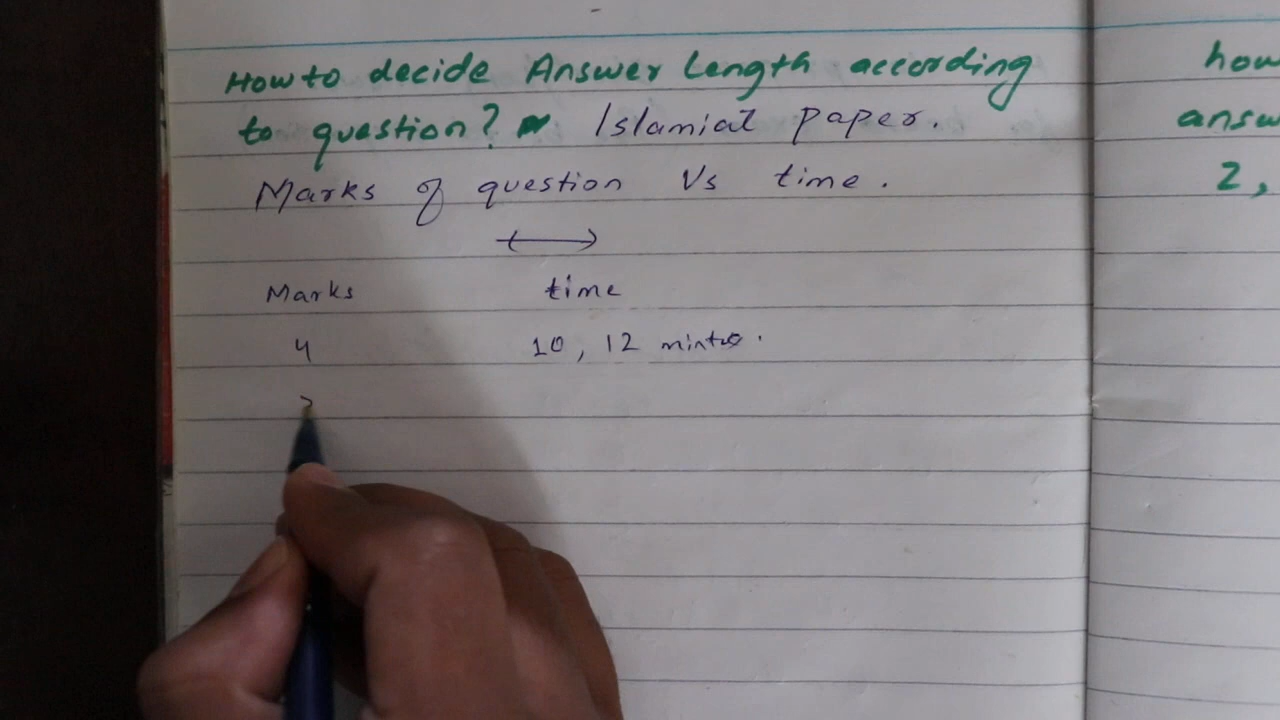 How to decide Answer Length according
to question? Islamiat paper.
Marks of question Vs time.
Marks time
4 10, 12 mintus.
how
answ
2,